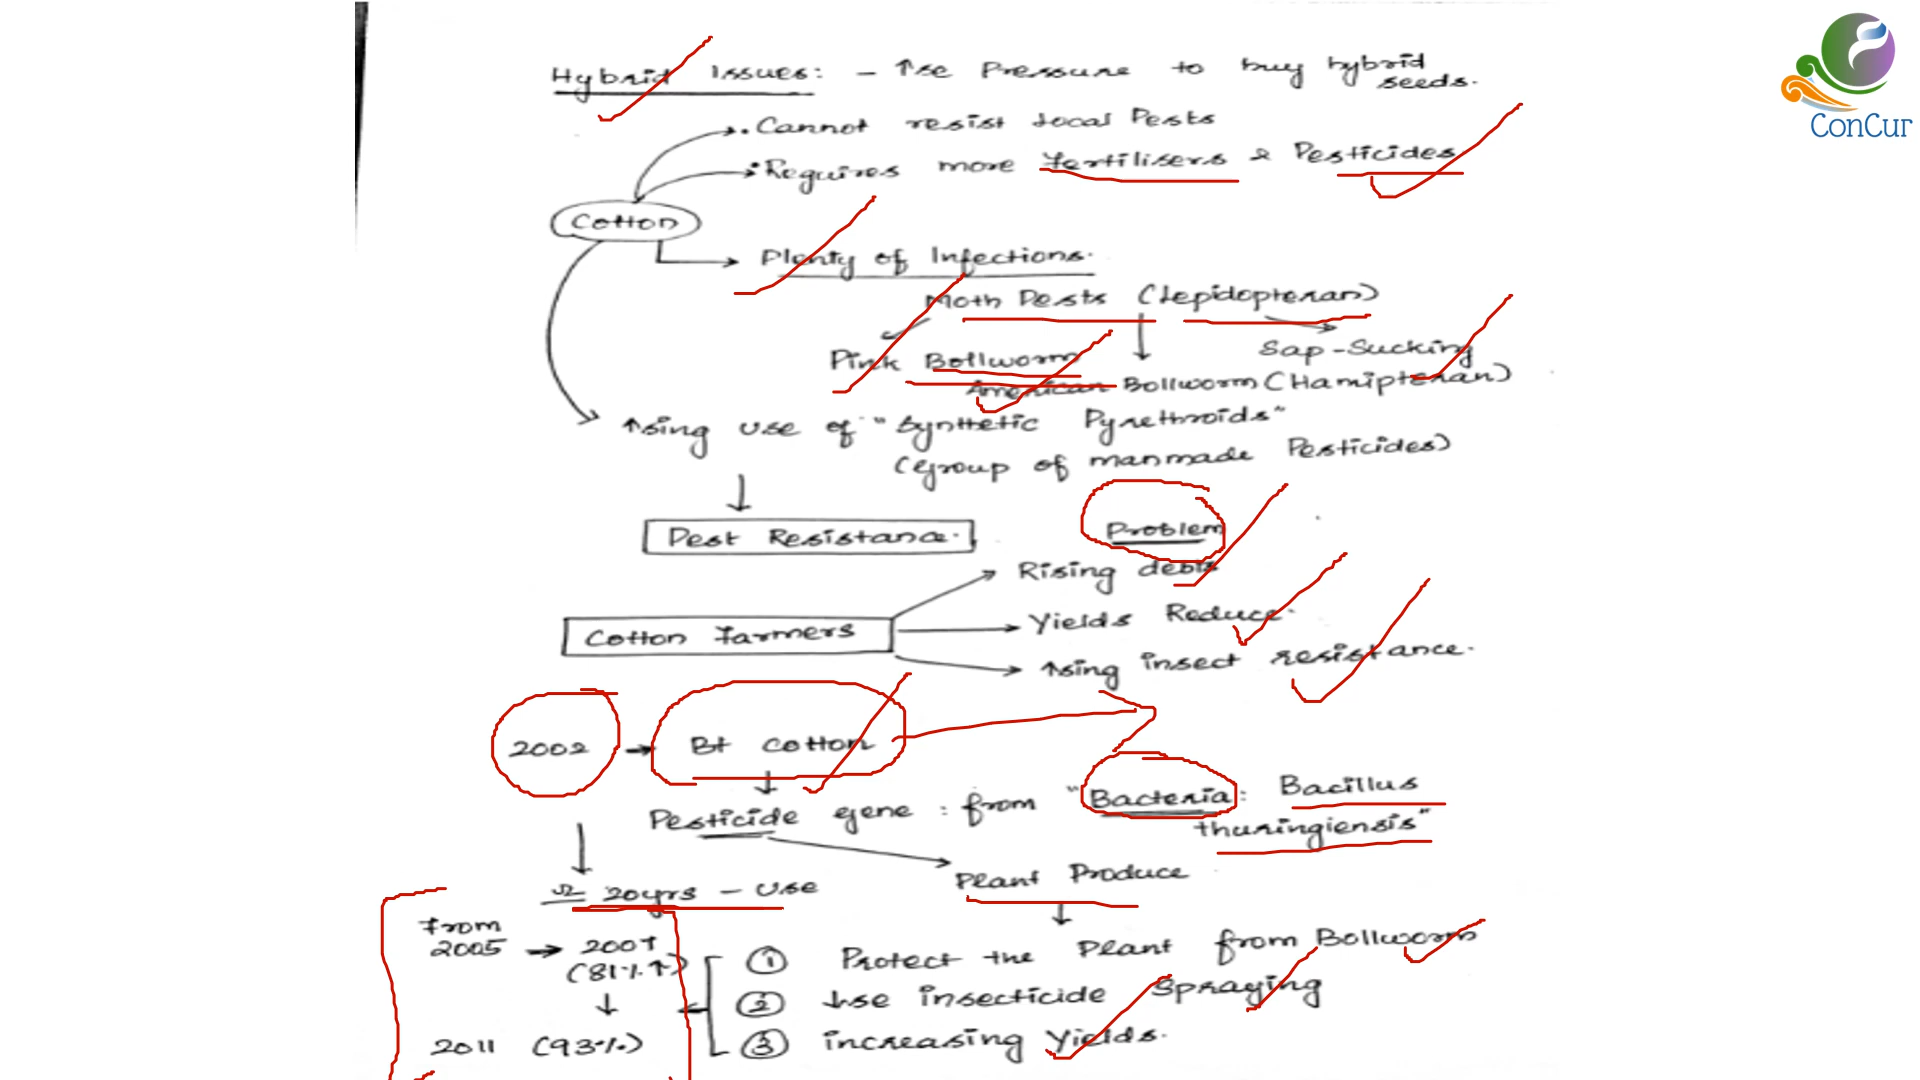 Hybrid Issues: - ↑se Pressure to buy hybrid seeds.
• Cannot resist local Pests
• Requires more fertilisers & Pesticides
Cotton
Plenty of Infections.
Moth Pests (Lepidopteran)
Pink Bollworm
Sap-Sucking
American Bollworm (Hamipteran)
↑sing use of "Synthetic Pyrethroids"
(Group of manmade Pesticides)
Pest Resistance.
Problem
Rising debts
Cotton farmers
Yields Reduce.
↑sing insect resistance.
2002 → Bt cotton
Pesticide gene: from "Bacteria: Bacillus thuringiensis"
20yrs - Use
Plant Produce
from 2005 → 2007 (81% ↑)
↓
2011 (93%)
① Protect the Plant from Bollworm
② ↓se insecticide Spraying
③ increasing Yields.
ConCur